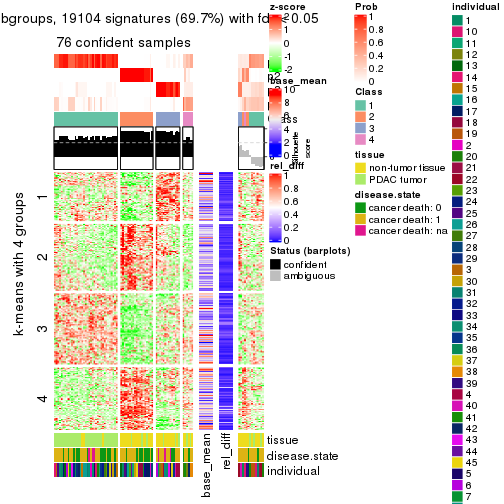 bgroups, 19104 signatures (69.7%) with fd
0.05
76 confident samples
k-means with 4 groups
1
2
3
4
base_mean
rel_diff
tissue
disease.state
individual
z-score
2
1
0
-1
-2
base_mean
10
8
6
4
2
0
silhouette
score
rel_diff
1
0.8
0.6
0.4
0.2
0
Status (barplots)
confident
ambiguous
Prob
1
0.8
0.6
0.4
0.2
0
Class
1
2
3
4
tissue
non-tumor tissue
PDAC tumor
disease.state
cancer death: 0
cancer death: 1
cancer death: na
individual
1
10
11
12
13
14
15
16
17
18
19
2
20
21
22
23
24
25
26
27
28
29
3
30
31
32
33
34
35
36
37
38
39
4
40
41
42
43
44
45
5
6
7